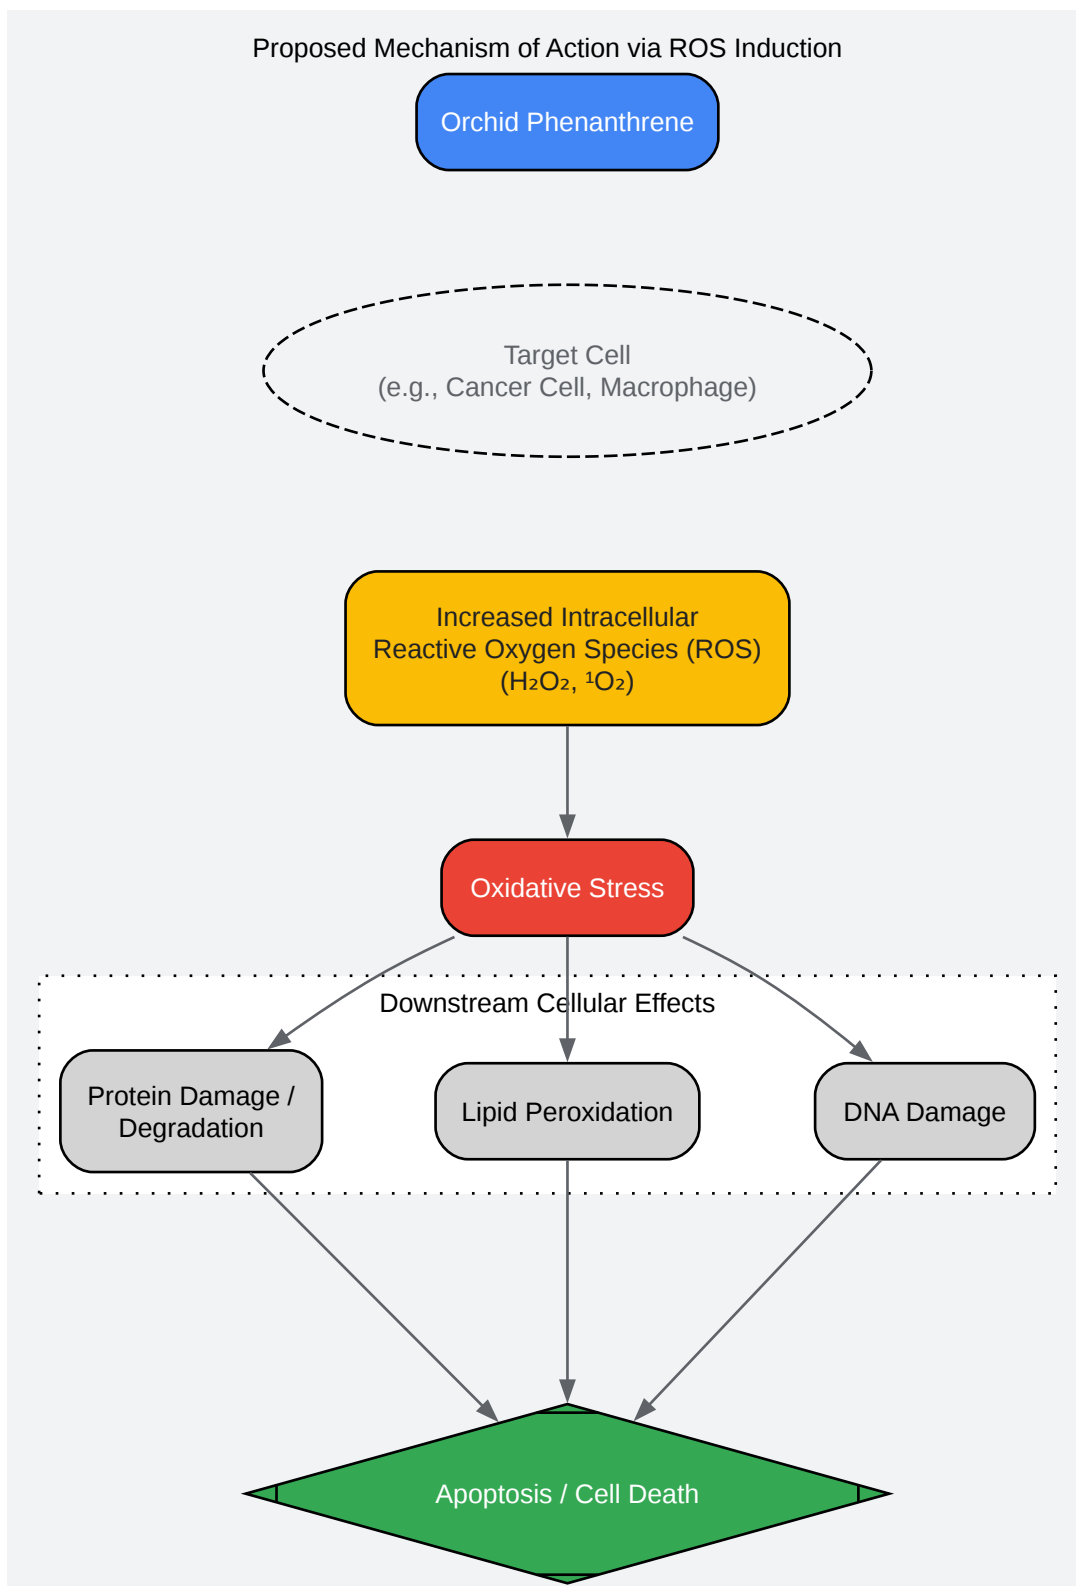 Proposed Mechanism of Action via ROS Induction
Orchid Phenanthrene
Target Cell
(e.g., Cancer Cell, Macrophage)
Increased Intracellular
Reactive Oxygen Species (ROS)
(H₂O₂, ¹O₂)
Oxidative Stress
Downstream Cellular Effects
Protein Damage /
Degradation
Lipid Peroxidation
DNA Damage
Apoptosis / Cell Death